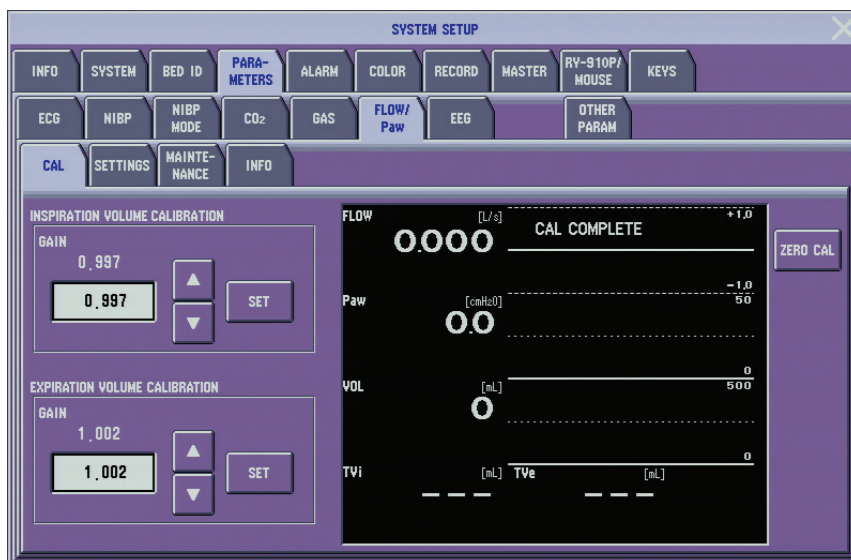 SYSTEM SETUP
INFO SYSTEM BED ID PARA-METERS ALARM COLOR RECORD MASTER RY-910P/MOUSE KEYS
ECG NIBP NIBP MODE CO₂ GAS FLOW/Paw EEG OTHER PARAM
CAL SETTINGS MAINTE-NANCE INFO
INSPIRATION VOLUME CALIBRATION
GAIN
0.997
0.997 ▲ ▼ SET
EXPIRATION VOLUME CALIBRATION
GAIN
1.002
1.002 ▲ ▼ SET
FLOW [L/s] +1.0
0.000 CAL COMPLETE
-1.0
Paw [cmH₂O] 50
0.0
0
VOL [mL] 500
0
0
TVi [mL] TVe [mL]
--- ---
ZERO CAL